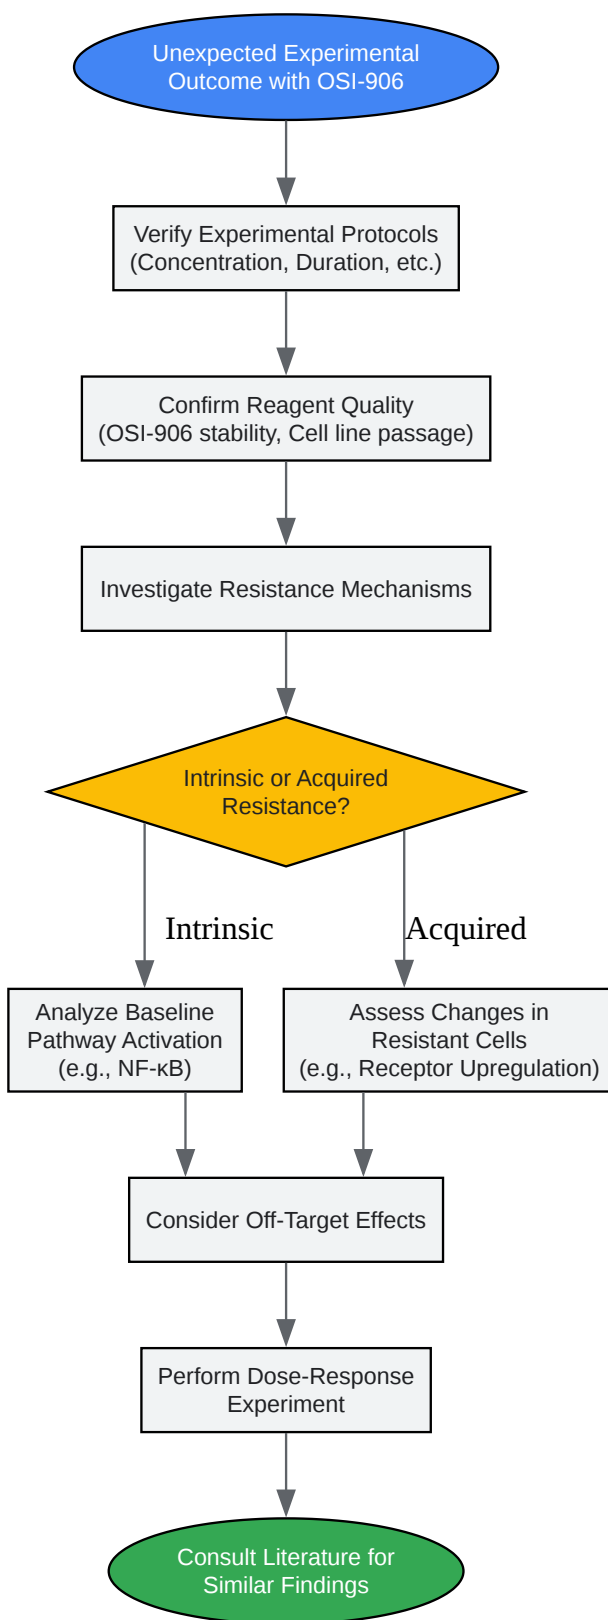 Unexpected Experimental
Outcome with OSI-906
Verify Experimental Protocols
(Concentration, Duration, etc.)
Confirm Reagent Quality
(OSI-906 stability, Cell line passage)
Investigate Resistance Mechanisms
Intrinsic or Acquired
Resistance?
Intrinsic
Acquired
Analyze Baseline
Pathway Activation
(e.g., NF-κB)
Assess Changes in
Resistant Cells
(e.g., Receptor Upregulation)
Consider Off-Target Effects
Perform Dose-Response
Experiment
Consult Literature for
Similar Findings